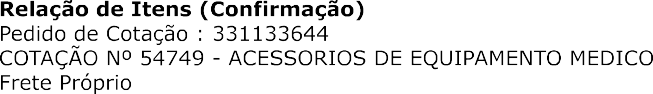 Relação de Itens (Confirmação)
Pedido de Cotação : 331133644
COTAÇÃO Nº 54749 - ACESSORIOS DE EQUIPAMENTO MEDICO
Frete Próprio